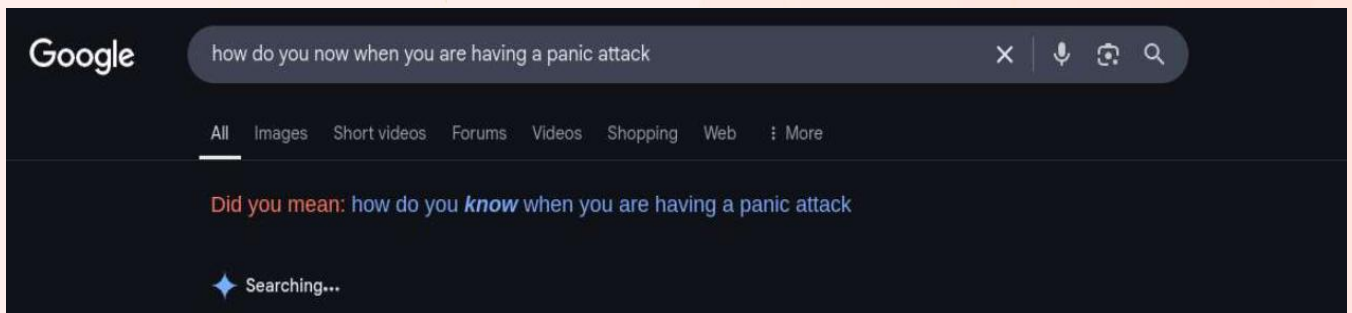 Google how do you now when you are having a panic attack
All Images Short videos Forums Videos Shopping Web More
Did you mean: how do you know when you are having a panic attack
Searching...